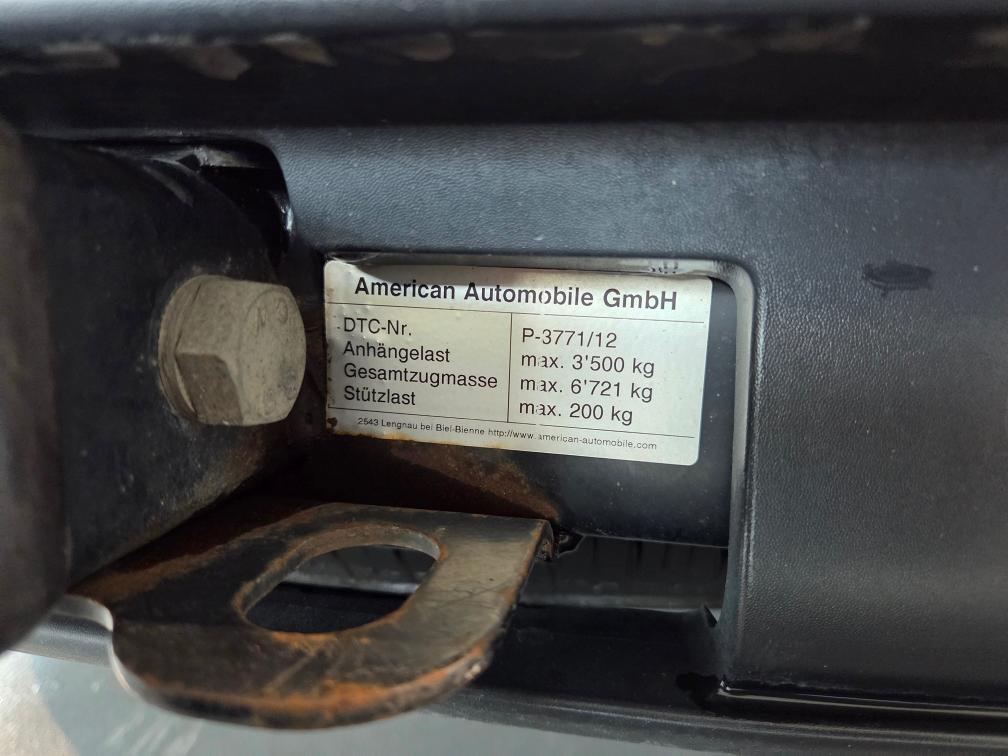 American Automobile GmbH
DTC-Nr. P-3771/12
Anhängelast max. 3'500 kg
Gesamtzugmasse max. 6'721 kg
Stützlast max. 200 kg
2543 Lengnau bei Biel-Bienne http://www.american-automobile.com